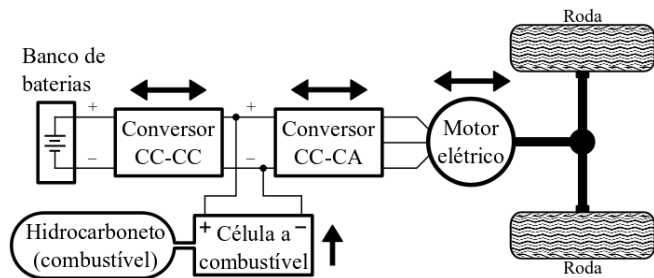 Roda
Banco de
baterias
+
+
Conversor
CC-CC
Conversor
CC-CA
Motor
elétrico
−
−
Hidrocarboneto
(combustível)
+ Célula a −
combustível
Roda